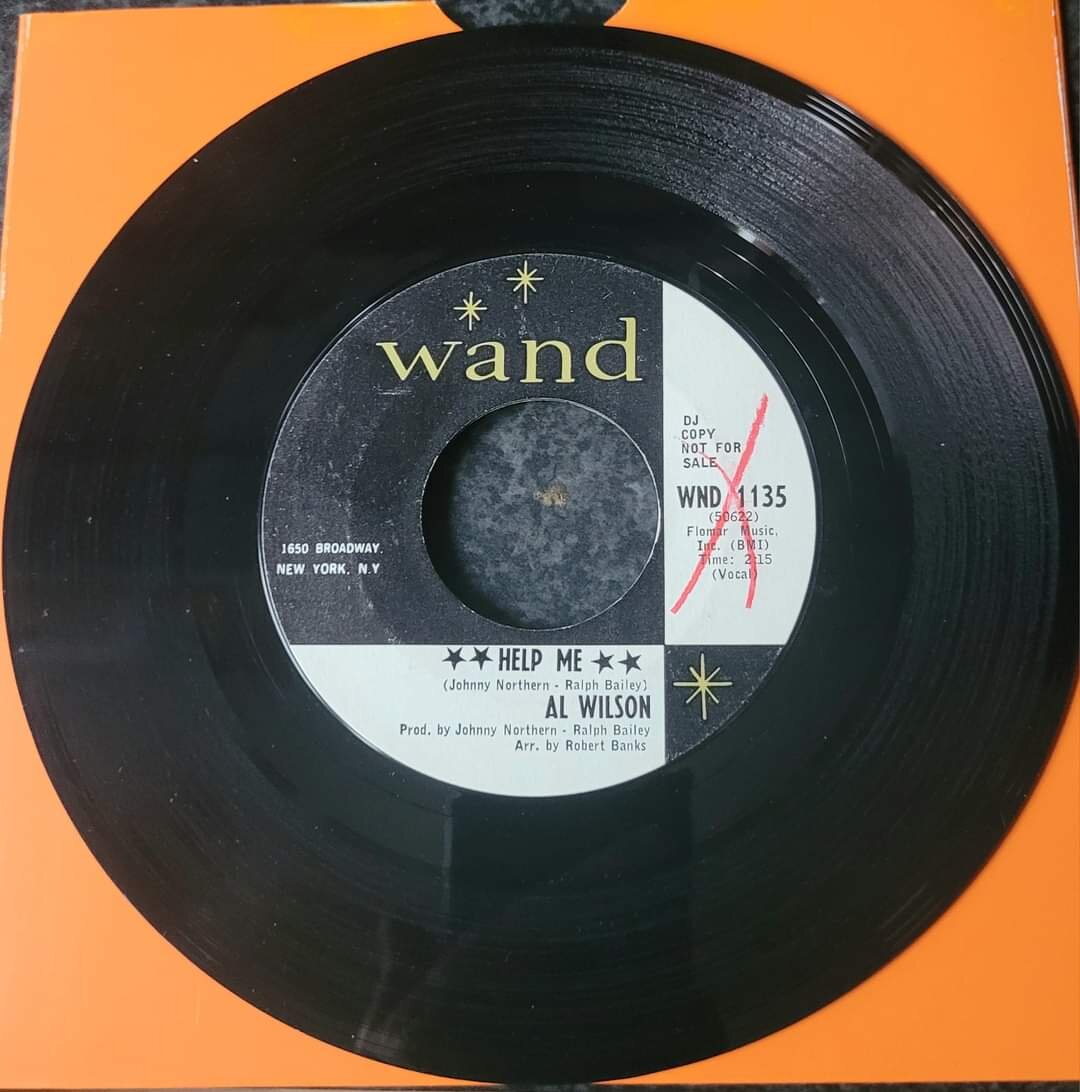 wand
DJ
COPY
NOT FOR
SALE
WND 1135
(50622)
Flomar Music,
Inc. (BMI)
Time: 2:15
(Vocal)
1650 BROADWAY.
NEW YORK, N.Y
★★HELP ME★★
(Johnny Northern - Ralph Bailey)
AL WILSON
Prod. by Johnny Northern - Ralph Bailey
Arr. by Robert Banks